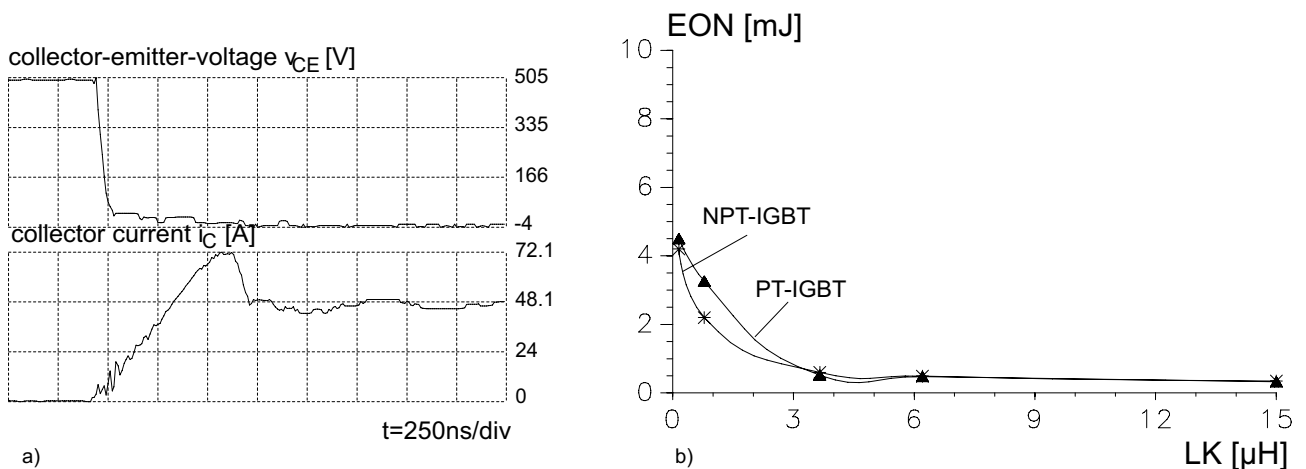 collector-emitter-voltage vCE [V]
505
335
166
-4
collector current iC [A]
72.1
48.1
24
0
t=250ns/div
a)
EON [mJ]
10
8
6
4
2
0
NPT-IGBT
PT-IGBT
0 3 6 9 12 15
LK [µH]
b)